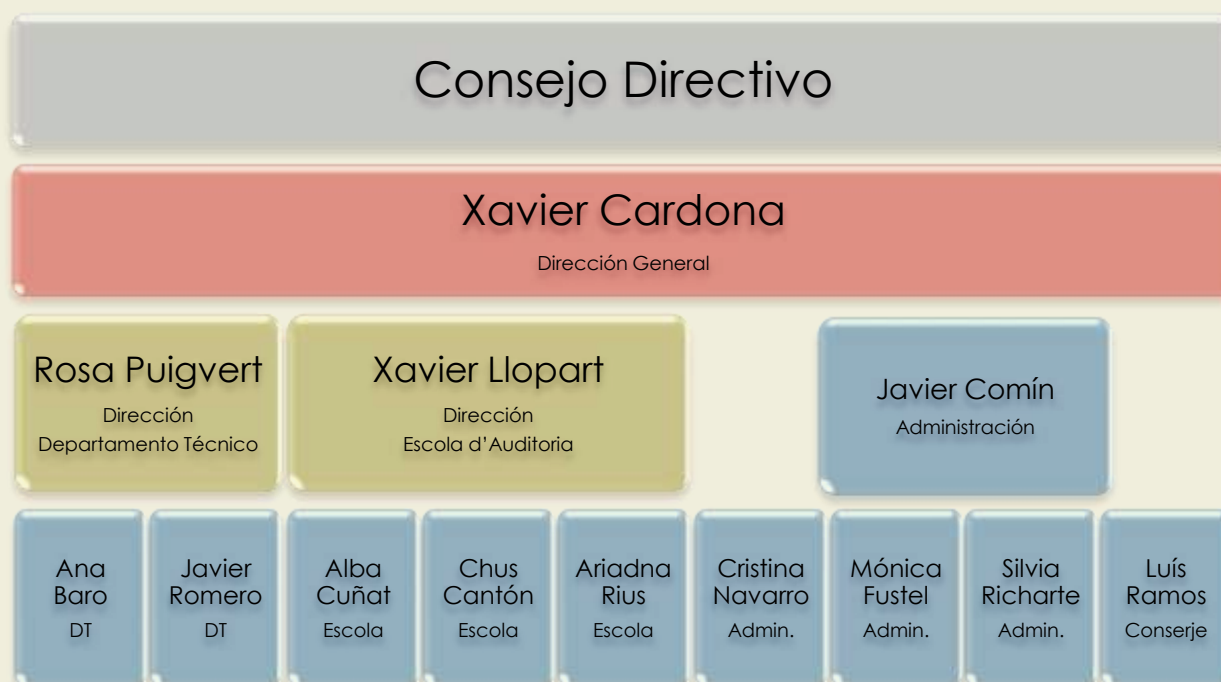 Consejo Directivo
Xavier Cardona
Dirección General
Rosa Puigvert
Dirección
Departamento Técnico
Xavier Llopart
Dirección
Escola d’Auditoria
Javier Comín
Administración
Ana
Baro
DT
Javier
Romero
DT
Alba
Cuñat
Escola
Chus
Cantón
Escola
Ariadna
Rius
Escola
Cristina
Navarro
Admin.
Mónica
Fustel
Admin.
Silvia
Richarte
Admin.
Luís
Ramos
Conserje